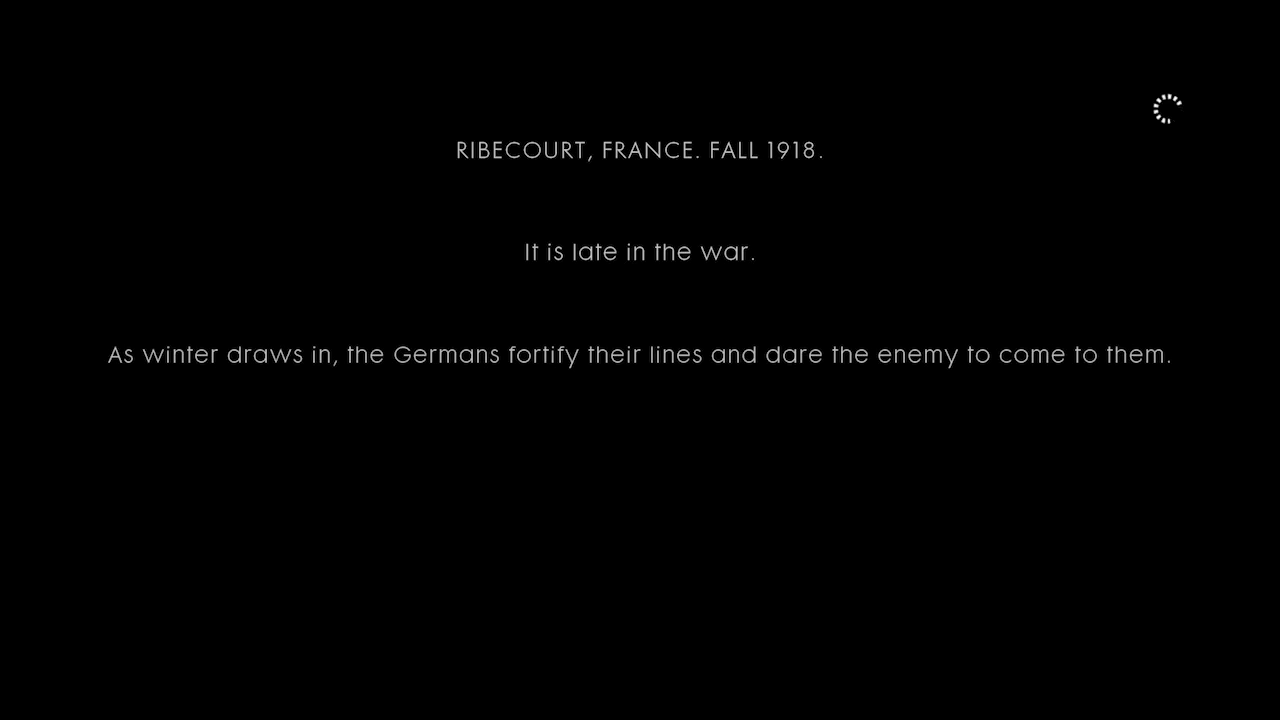 RIBECOURT, FRANCE. FALL 1918.
It is late in the war.
As winter draws in, the Germans fortify their lines and dare the enemy to come to them.